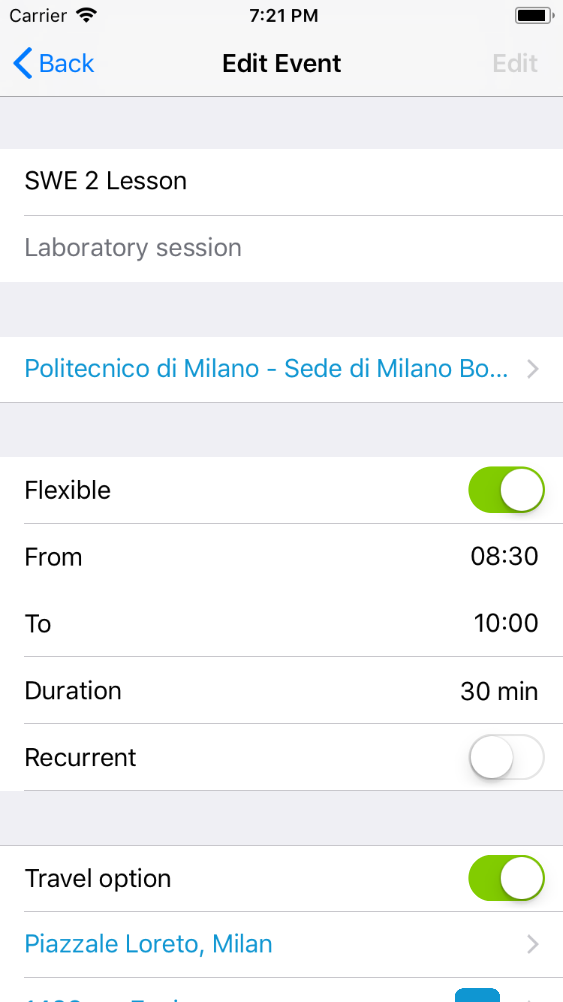 Carrier 7:21 PM
Back Edit Event Edit
SWE 2 Lesson
Laboratory session
Politecnico di Milano - Sede di Milano Bo...
Flexible
From 08:30
To 10:00
Duration 30 min
Recurrent
Travel option
Piazzale Loreto, Milan